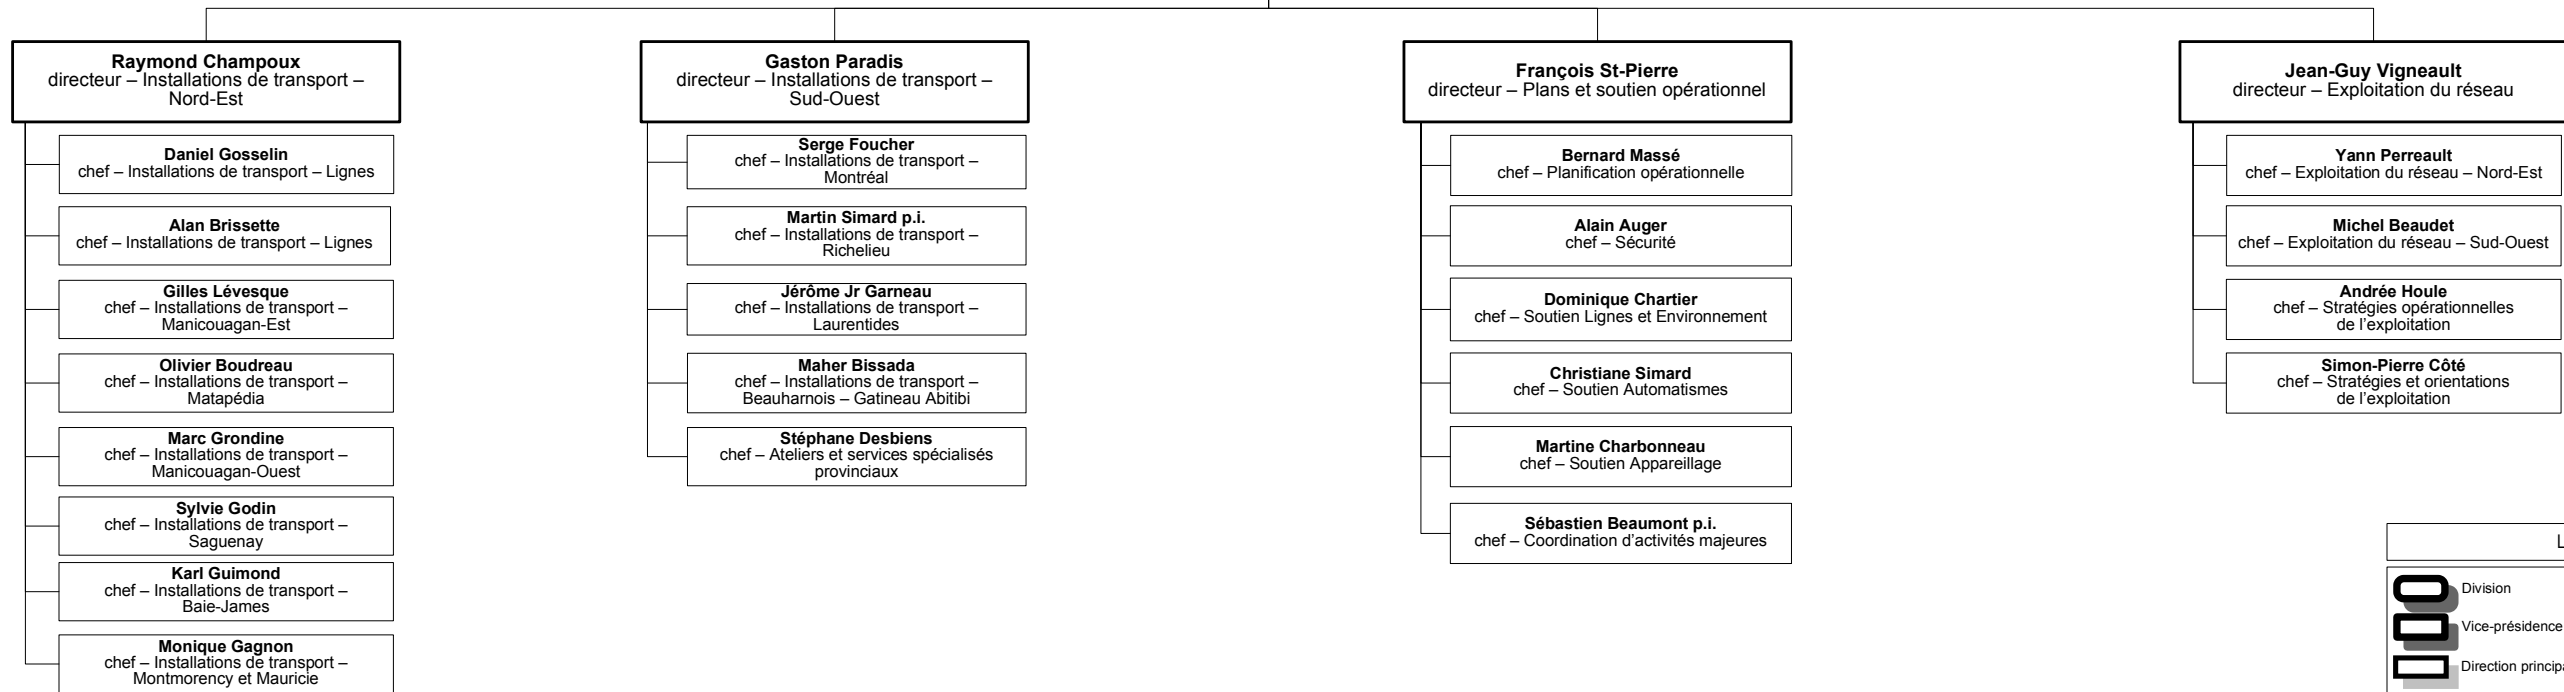 Raymond Champoux
directeur – Installations de transport –
Nord-Est
Daniel Gosselin
chef – Installations de transport – Lignes
Alan Brissette
chef – Installations de transport – Lignes
Gilles Lévesque
chef – Installations de transport –
Manicouagan-Est
Olivier Boudreau
chef – Installations de transport –
Matapédia
Marc Grondine
chef – Installations de transport –
Manicouagan-Ouest
Sylvie Godin
chef – Installations de transport –
Saguenay
Karl Guimond
chef – Installations de transport –
Baie-James
Monique Gagnon
chef – Installations de transport –
Montmorency et Mauricie
Gaston Paradis
directeur – Installations de transport –
Sud-Ouest
Serge Foucher
chef – Installations de transport –
Montréal
Martin Simard p.i.
chef – Installations de transport –
Richelieu
Jérôme Jr Garneau
chef – Installations de transport –
Laurentides
Maher Bissada
chef – Installations de transport –
Beauharnois – Gatineau Abitibi
Stéphane Desbiens
chef – Ateliers et services spécialisés
provinciaux
François St-Pierre
directeur – Plans et soutien opérationnel
Bernard Massé
chef – Planification opérationnelle
Alain Auger
chef – Sécurité
Dominique Chartier
chef – Soutien Lignes et Environnement
Christiane Simard
chef – Soutien Automatismes
Martine Charbonneau
chef – Soutien Appareillage
Sébastien Beaumont p.i.
chef – Coordination d'activités majeures
Jean-Guy Vigneault
directeur – Exploitation du réseau
Yann Perreault
chef – Exploitation du réseau – Nord-Est
Michel Beaudet
chef – Exploitation du réseau – Sud-Ouest
Andrée Houle
chef – Stratégies opérationnelles
de l'exploitation
Simon-Pierre Côté
chef – Stratégies et orientations
de l'exploitation
L
Division
Vice-présidence
Direction principa